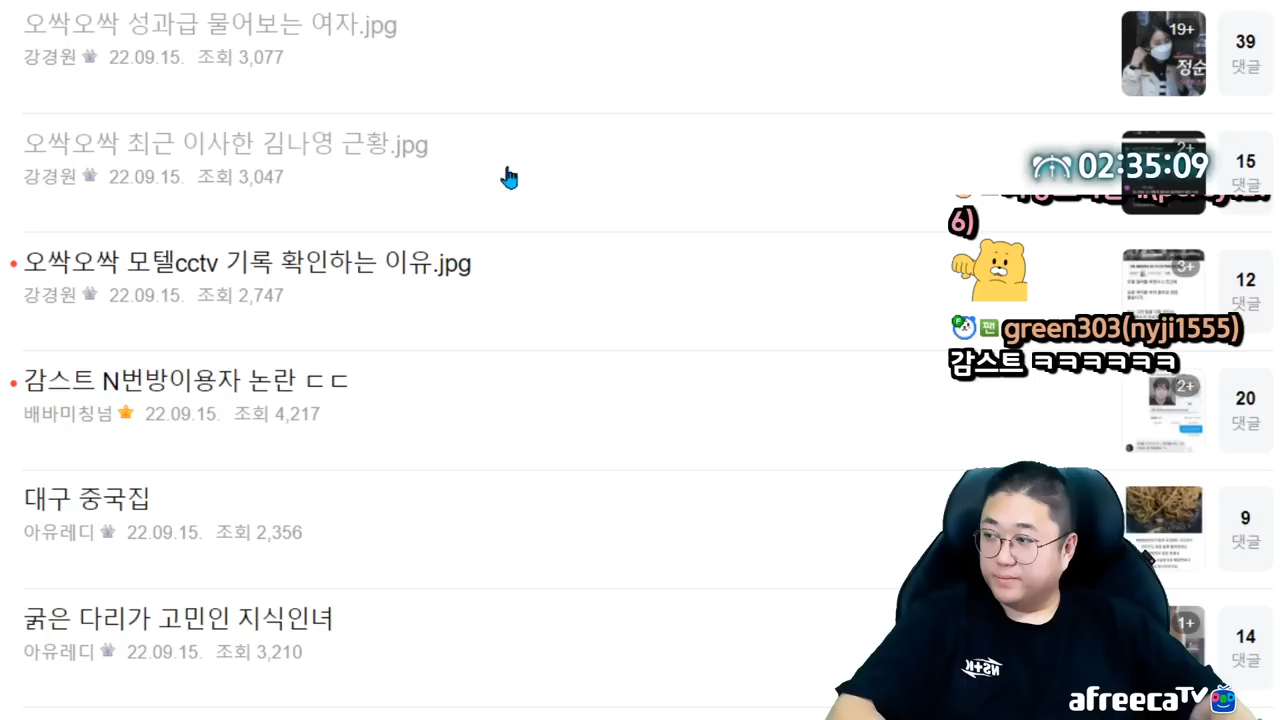 오싹오싹 성과급 물어보는 여자.jpg
강경원 22.09.15. 조회 3,077
19+
정순
39
댓글
오싹오싹 최근 이사한 김나영 근황.jpg
강경원 22.09.15. 조회 3,047
2+
02:35:09
15
댓글
6)
오싹오싹 모텔cctv 기록 확인하는 이유.jpg
강경원 22.09.15. 조회 2,747
3+
12
댓글
팬 green303(nyji1555)
감스트 ㅋㅋㅋㅋㅋㅋ
감스트 N번방이용자 논란 ㄷㄷ
배바미칭넘 22.09.15. 조회 4,217
2+
20
댓글
대구 중국집
아유레디 22.09.15. 조회 2,356
9
댓글
굵은 다리가 고민인 지식인녀
아유레디 22.09.15. 조회 3,210
1+
14
댓글
afreecaTV